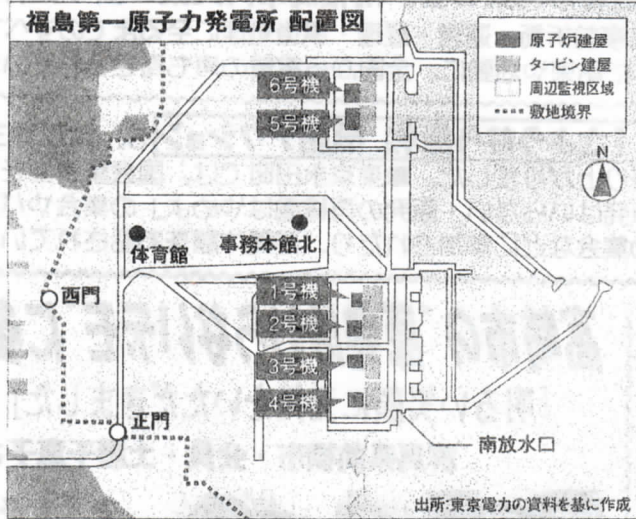 福島第一原子力発電所 配置図
原子炉建屋
タービン建屋
周辺監視区域
敷地境界
N
6号機
5号機
体育館
事務本館北
西門
1号機
2号機
3号機
4号機
正門
南放水口
出所:東京電力の資料を基に作成